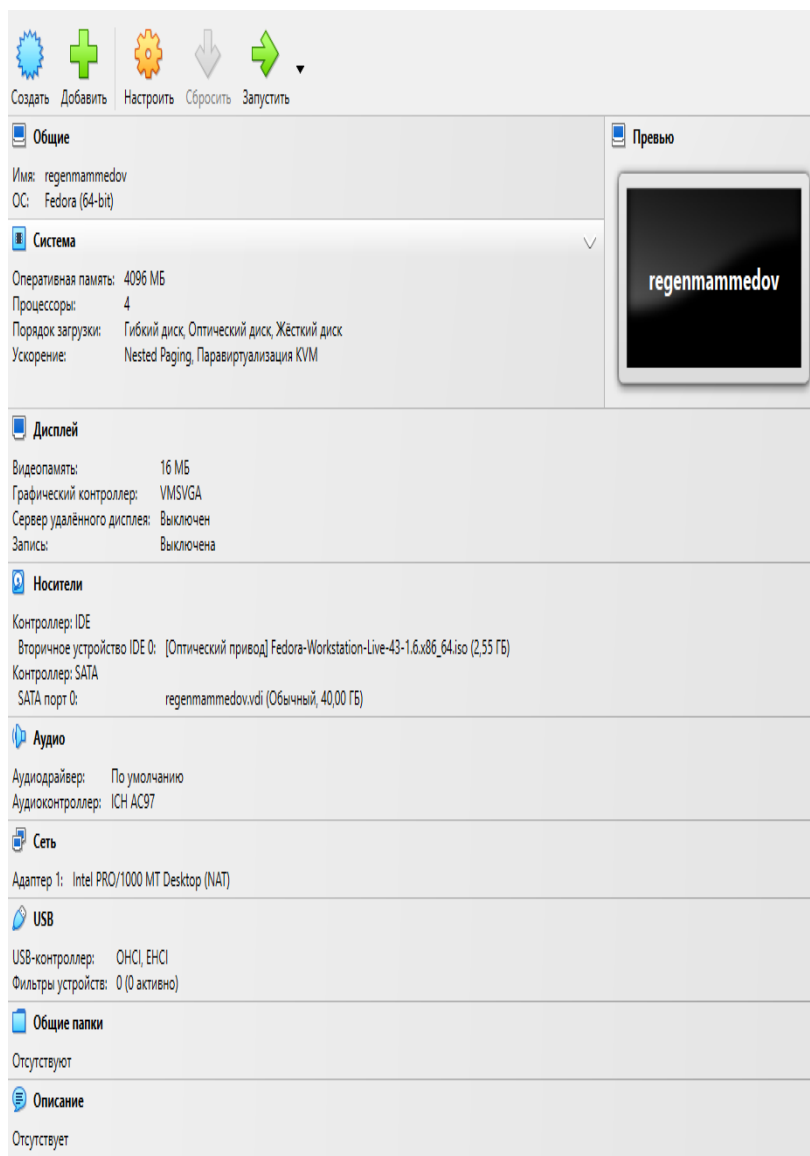 Создать Добавить Настроить Сбросить Запустить
Общие
Имя: regenmammedov
ОС: Fedora (64-bit)
Превью
regenmammedov
Система
Оперативная память: 4096 МБ
Процессоры: 4
Порядок загрузки: Гибкий диск, Оптический диск, Жёсткий диск
Ускорение: Nested Paging, Паравиртуализация KVM
Дисплей
Видеопамять: 16 МБ
Графический контроллер: VMSVGA
Сервер удалённого дисплея: Выключен
Запись: Выключена
Носители
Контроллер: IDE
Вторичное устройство IDE 0: [Оптический привод] Fedora-Workstation-Live-43-1.6.x86_64.iso (2,55 ГБ)
Контроллер: SATA
SATA порт 0: regenmammedov.vdi (Обычный, 40,00 ГБ)
Аудио
Аудиодрайвер: По умолчанию
Аудиоконтроллер: ICH AC97
Сеть
Адаптер 1: Intel PRO/1000 MT Desktop (NAT)
USB
USB-контроллер: OHCI, EHCI
Фильтры устройств: 0 (0 активно)
Общие папки
Отсутствуют
Описание
Отсутствует